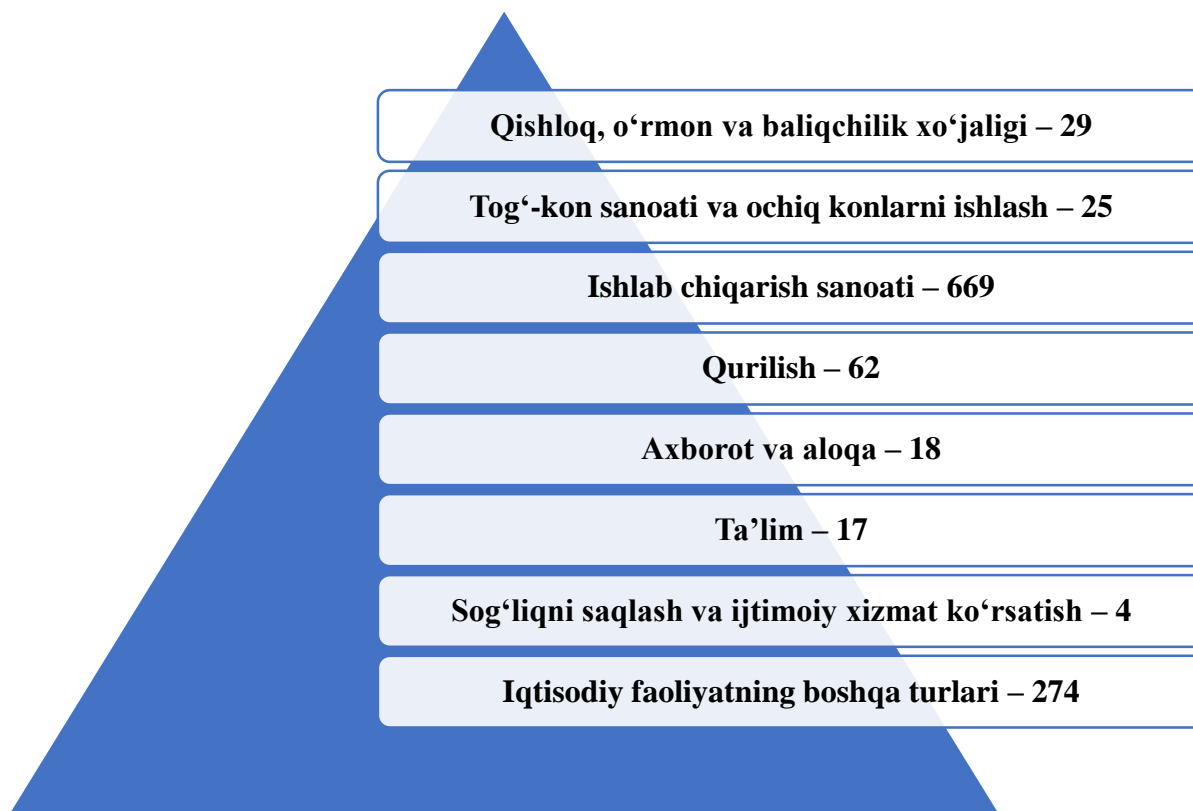 Qishloq, o‘rmon va baliqchilik xo‘jaligi – 29
Tog‘-kon sanoati va ochiq konlarni ishlash – 25
Ishlab chiqarish sanoati – 669
Qurilish – 62
Axborot va aloqa – 18
Ta’lim – 17
Sog‘liqni saqlash va ijtimoiy xizmat ko‘rsatish – 4
Iqtisodiy faoliyatning boshqa turlari – 274